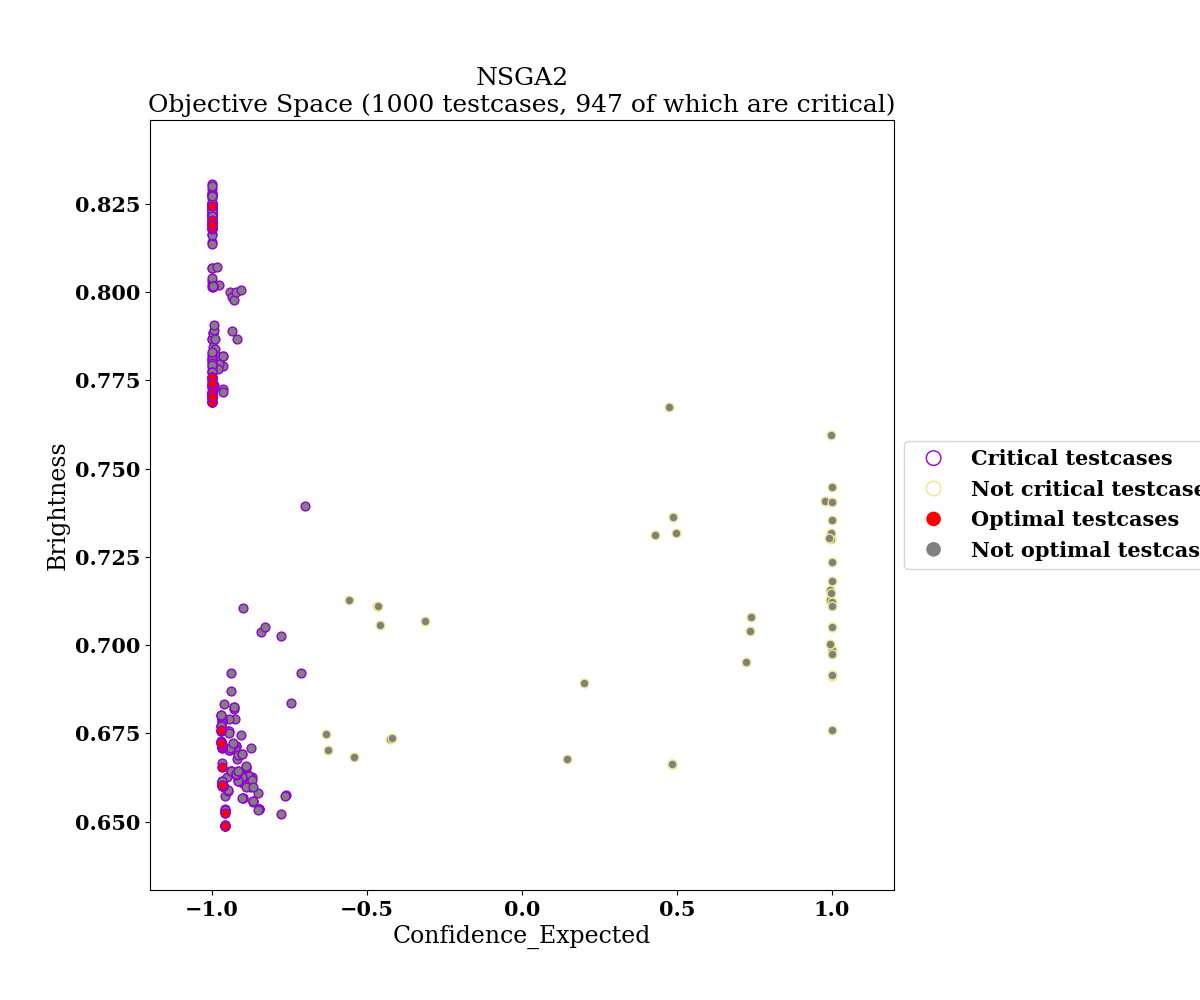 NSGA2
Objective Space (1000 testcases, 947 of which are critical)
0.825
0.800
0.775
0.750
0.725
0.700
0.675
0.650
Brightness
−1.0
−0.5
0.0
0.5
1.0
Confidence_Expected
Critical testcases
Not critical testcase
Optimal testcases
Not optimal testcas